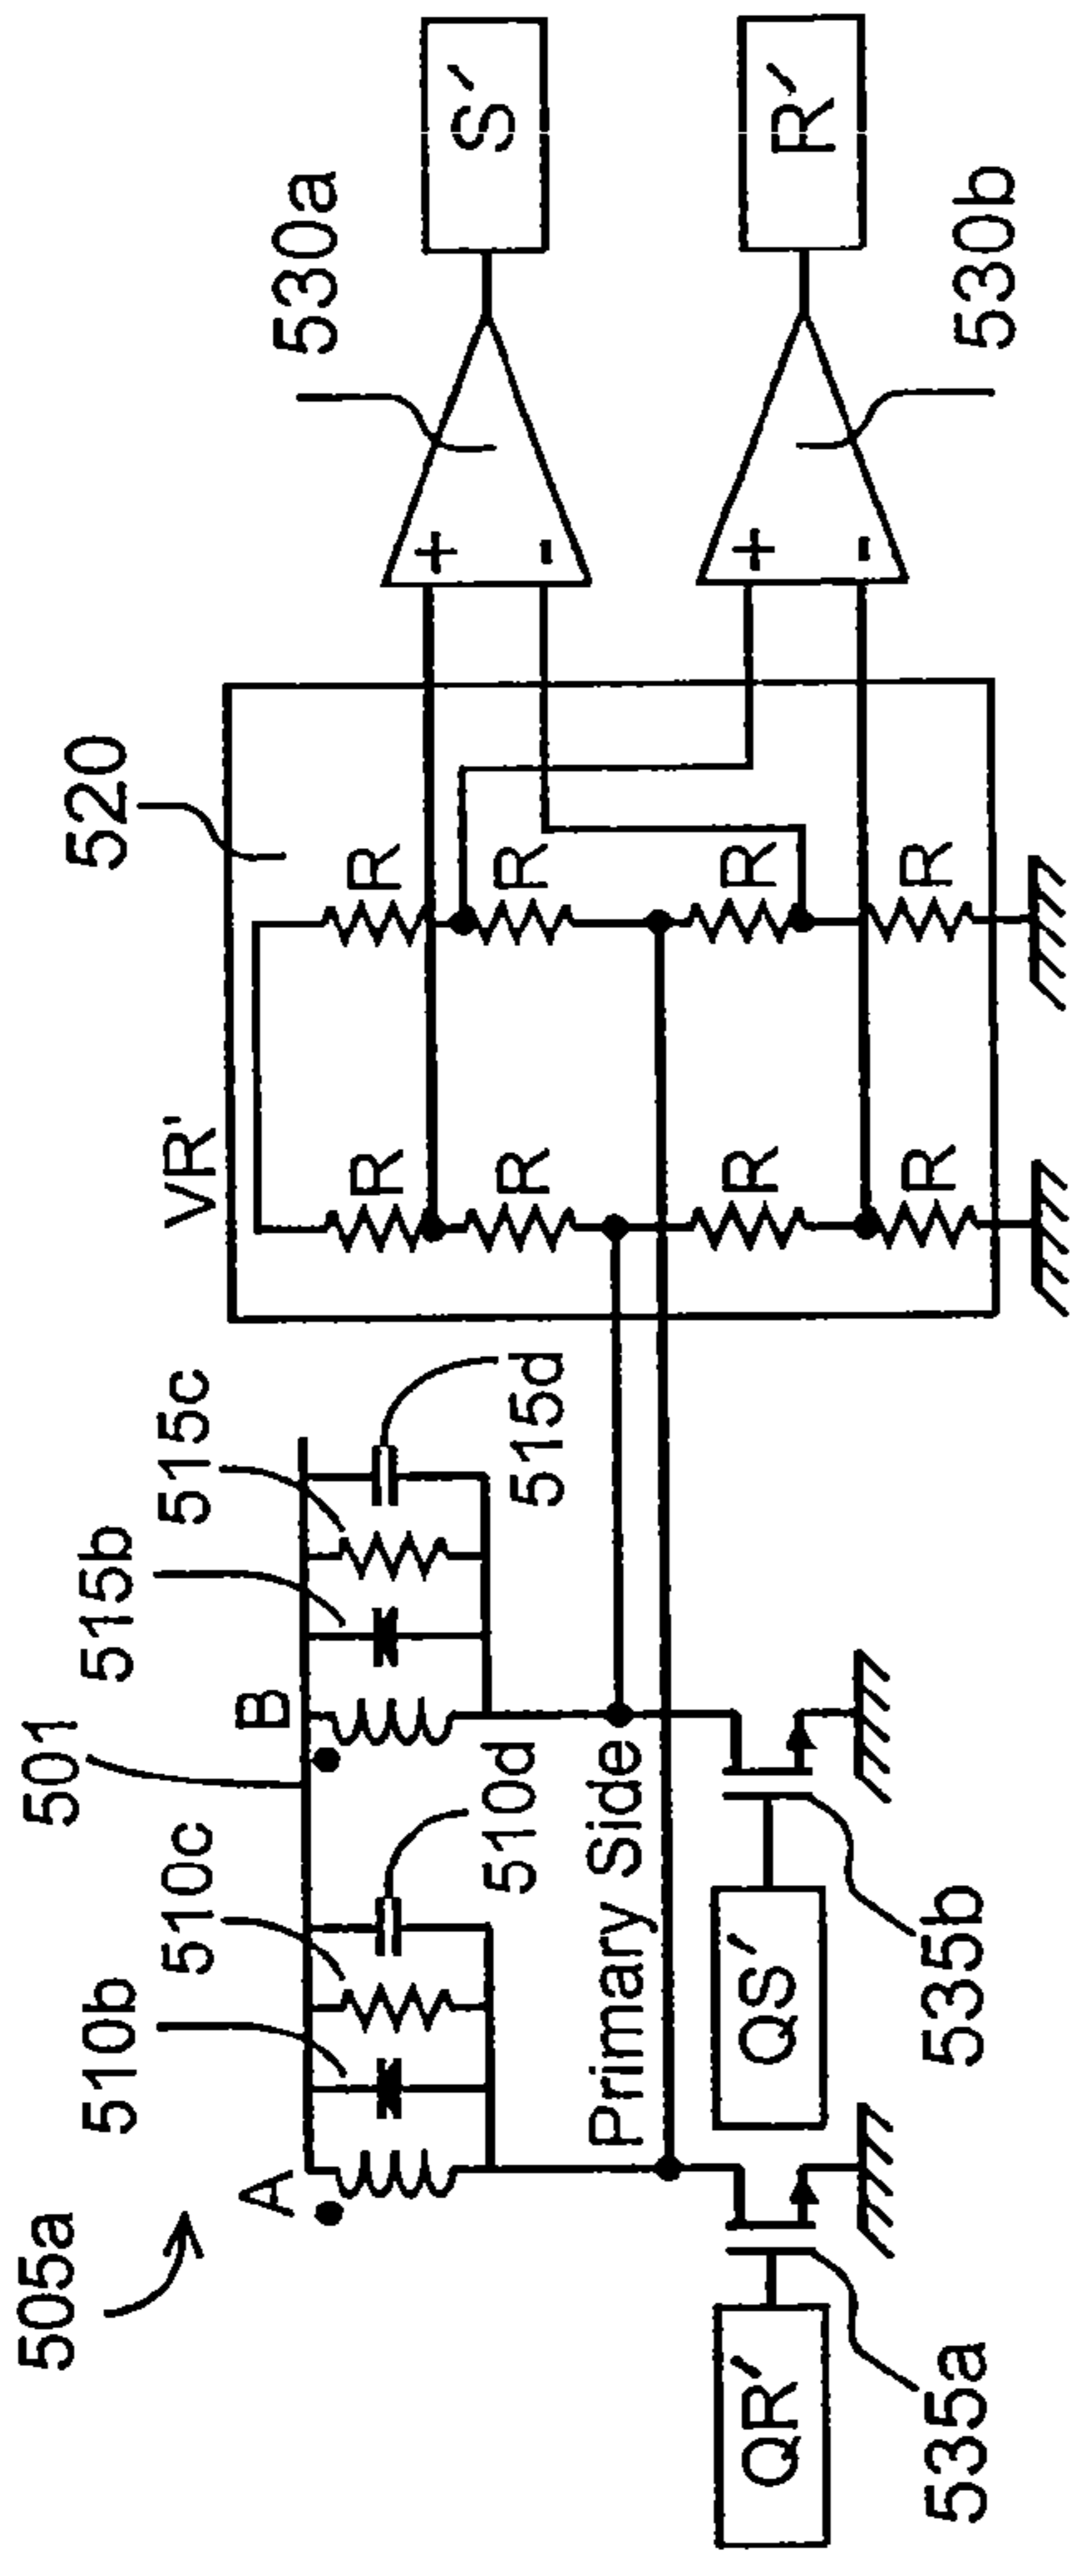 505a
A
510b
510c
510d
501
B
515b
515c
515d
VR'
520
R
R
R
R
R
R
R
R
+
-
+
-
530a
530b
S'
R'
Primary Side
QR'
QS'
535a
535b